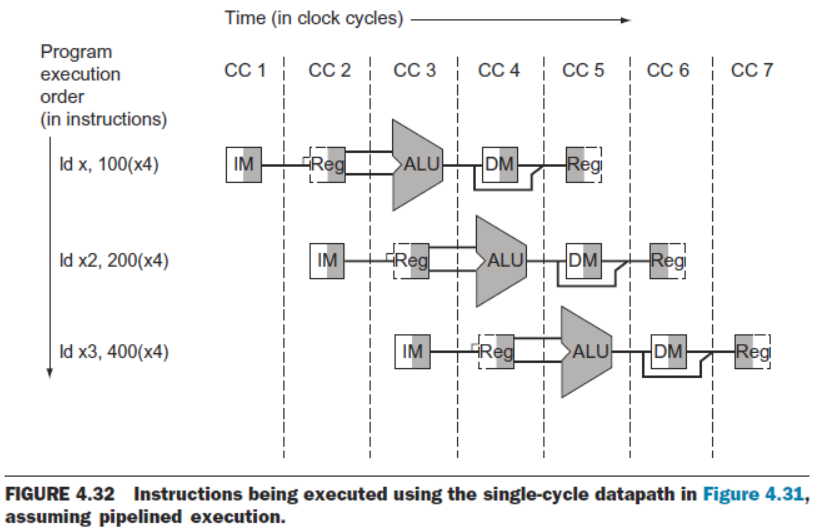 Time (in clock cycles)
Program
execution
order
(in instructions)
CC 1 CC 2 CC 3 CC 4 CC 5 CC 6 CC 7
ld x, 100(x4) IM Reg ALU DM Reg
ld x2, 200(x4) IM Reg ALU DM Reg
ld x3, 400(x4) IM Reg ALU DM Reg
FIGURE 4.32 Instructions being executed using the single-cycle datapath in Figure 4.31,
assuming pipelined execution.